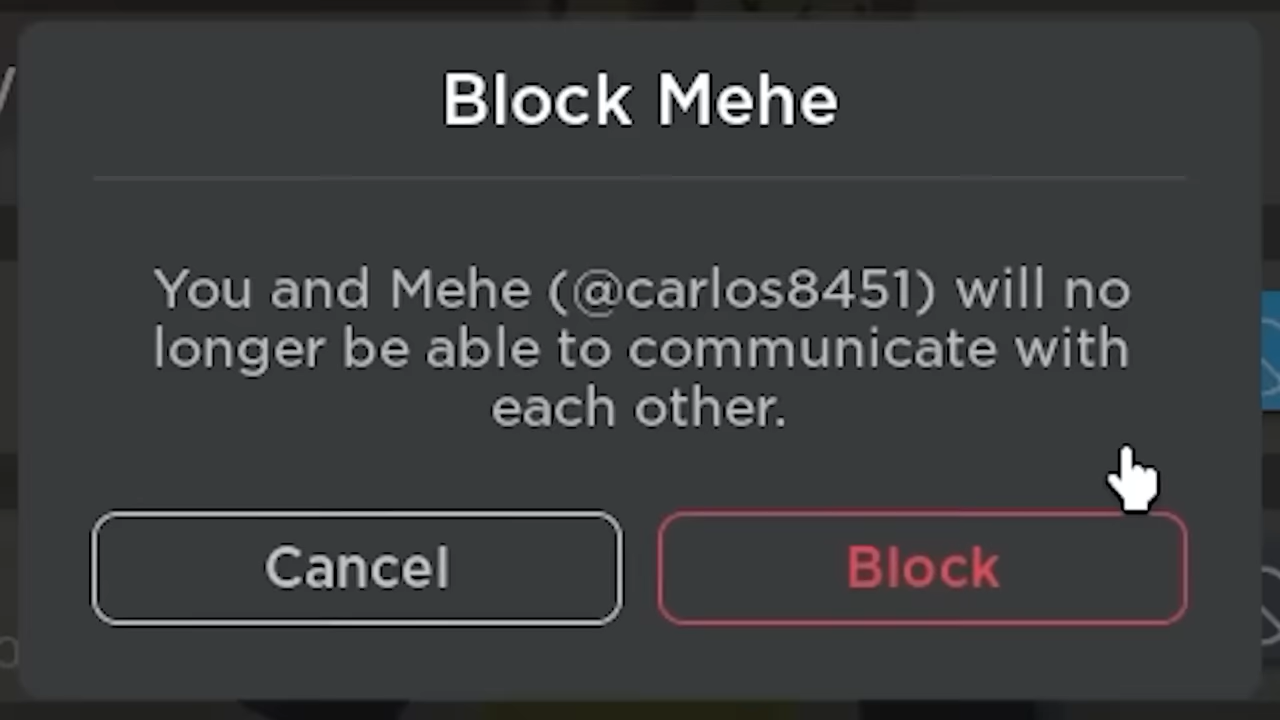 Block Mehe
You and Mehe (@carlos8451) will no
longer be able to communicate with
each other.
Cancel
Block